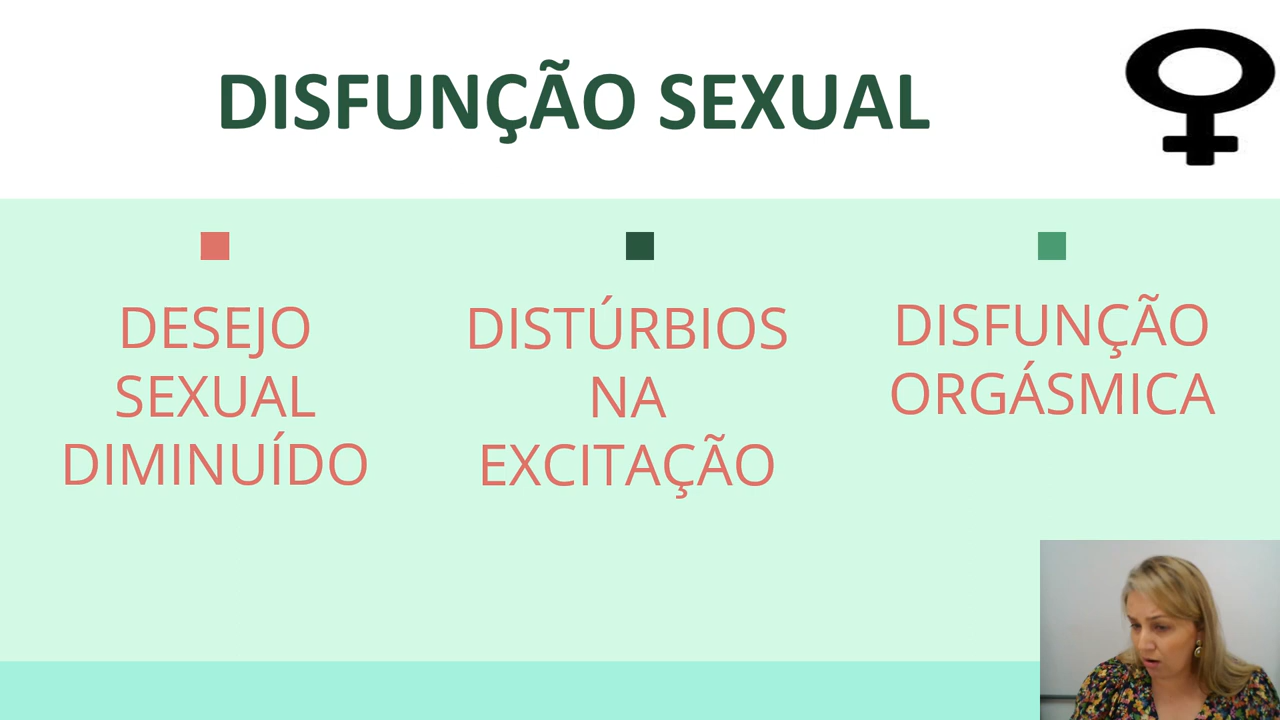 DISFUNÇÃO SEXUAL
DESEJO
SEXUAL
DIMINUÍDO
DISTÚRBIOS
NA
EXCITAÇÃO
DISFUNÇÃO
ORGÁSMICA